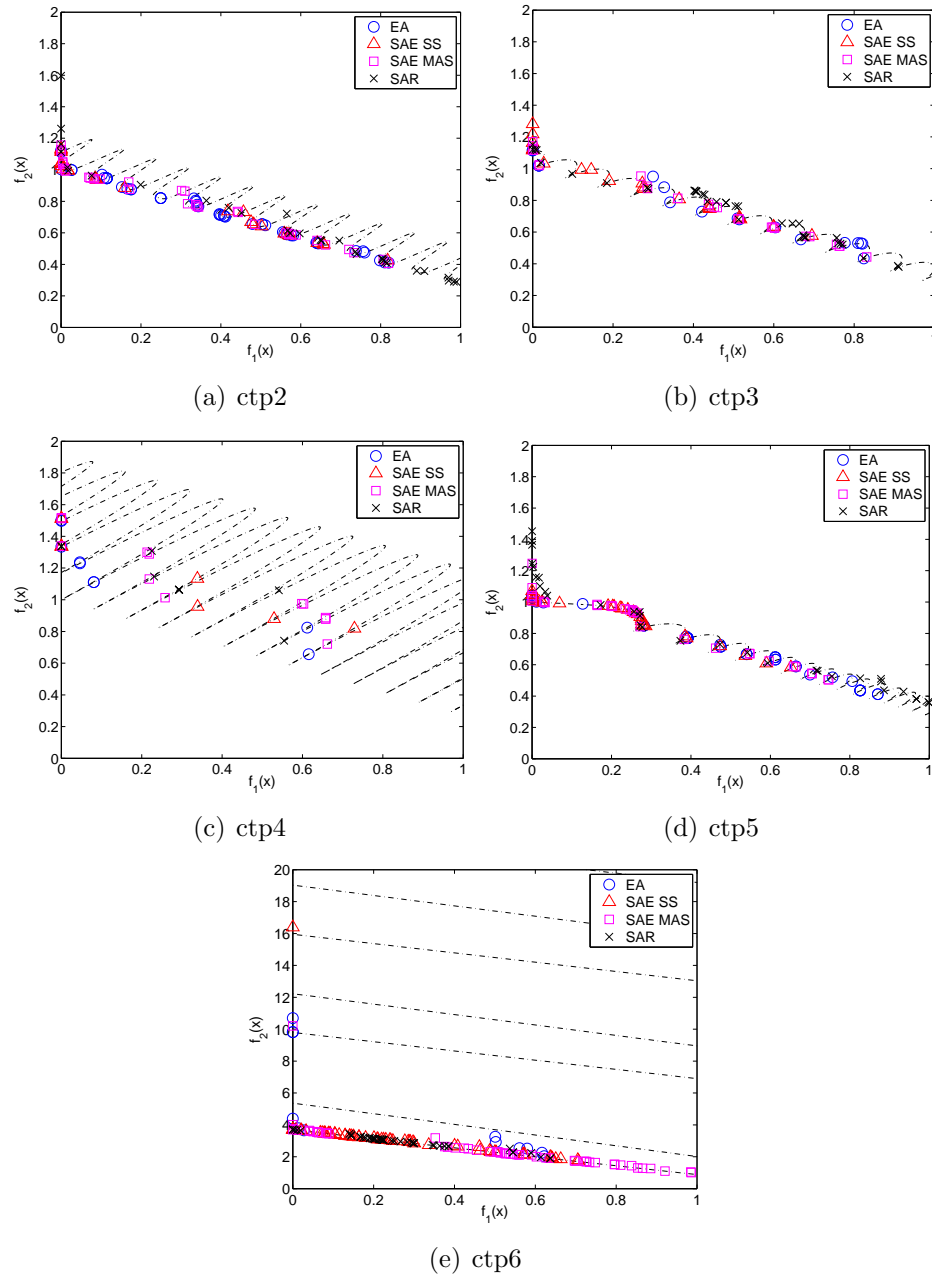 2
1.8
1.6
1.4
1.2
1
0.8
0.6
0.4
0.2
0
f2(x)
EA
SAE SS
SAE MAS
SAR
0 0.2 0.4 0.6 0.8 1
f1(x)
(a) ctp2
2
1.8
1.6
1.4
1.2
1
0.8
0.6
0.4
0.2
0
f2(x)
EA
SAE SS
SAE MAS
SAR
0 0.2 0.4 0.6 0.8 1
f1(x)
(b) ctp3
2
1.8
1.6
1.4
1.2
1
0.8
0.6
0.4
0.2
0
f2(x)
EA
SAE SS
SAE MAS
SAR
0 0.2 0.4 0.6 0.8 1
f1(x)
(c) ctp4
2
1.8
1.6
1.4
1.2
1
0.8
0.6
0.4
0.2
0
f2(x)
EA
SAE SS
SAE MAS
SAR
0 0.2 0.4 0.6 0.8 1
f1(x)
(d) ctp5
20
18
16
14
12
10
8
6
4
2
0
f2(x)
EA
SAE SS
SAE MAS
SAR
0 0.2 0.4 0.6 0.8 1
f1(x)
(e) ctp6